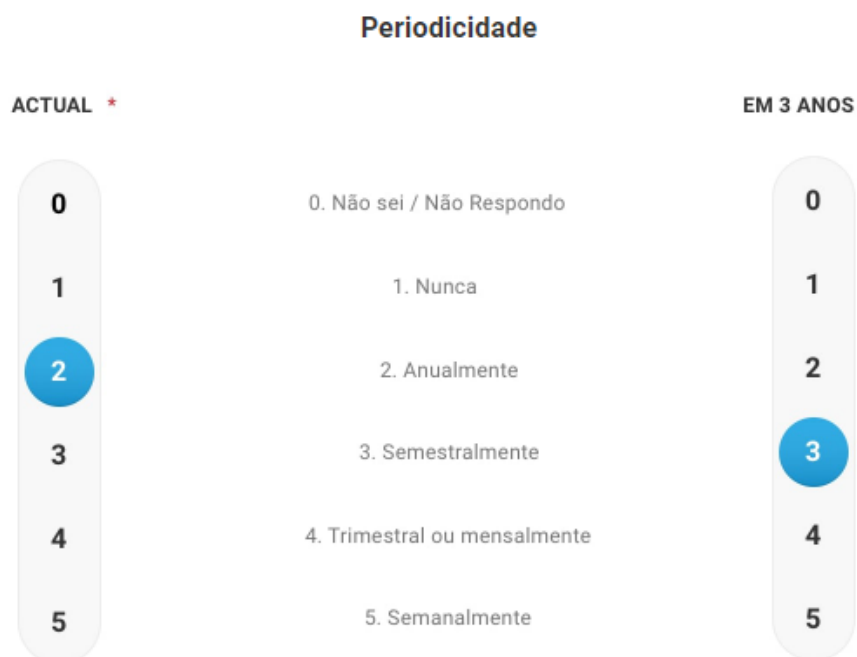 Periodicidade
ACTUAL * EM 3 ANOS
0 0. Não sei / Não Respondo 0
1 1. Nunca 1
2 2. Anualmente 2
3 3. Semestralmente 3
4 4. Trimestral ou mensalmente 4
5 5. Semanalmente 5